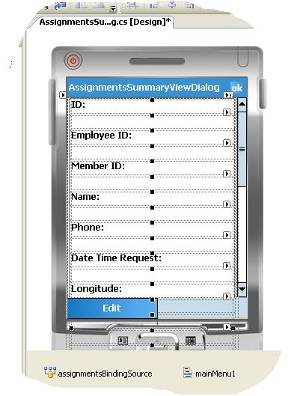 AssignmentsSu...g.cs [Design]*
AssignmentsSummaryViewDialog ok
ID:
Employee ID:
Member ID:
Name:
Phone:
Date Time Request:
Longitude:
Edit
assignmentsBindingSource
mainMenu1